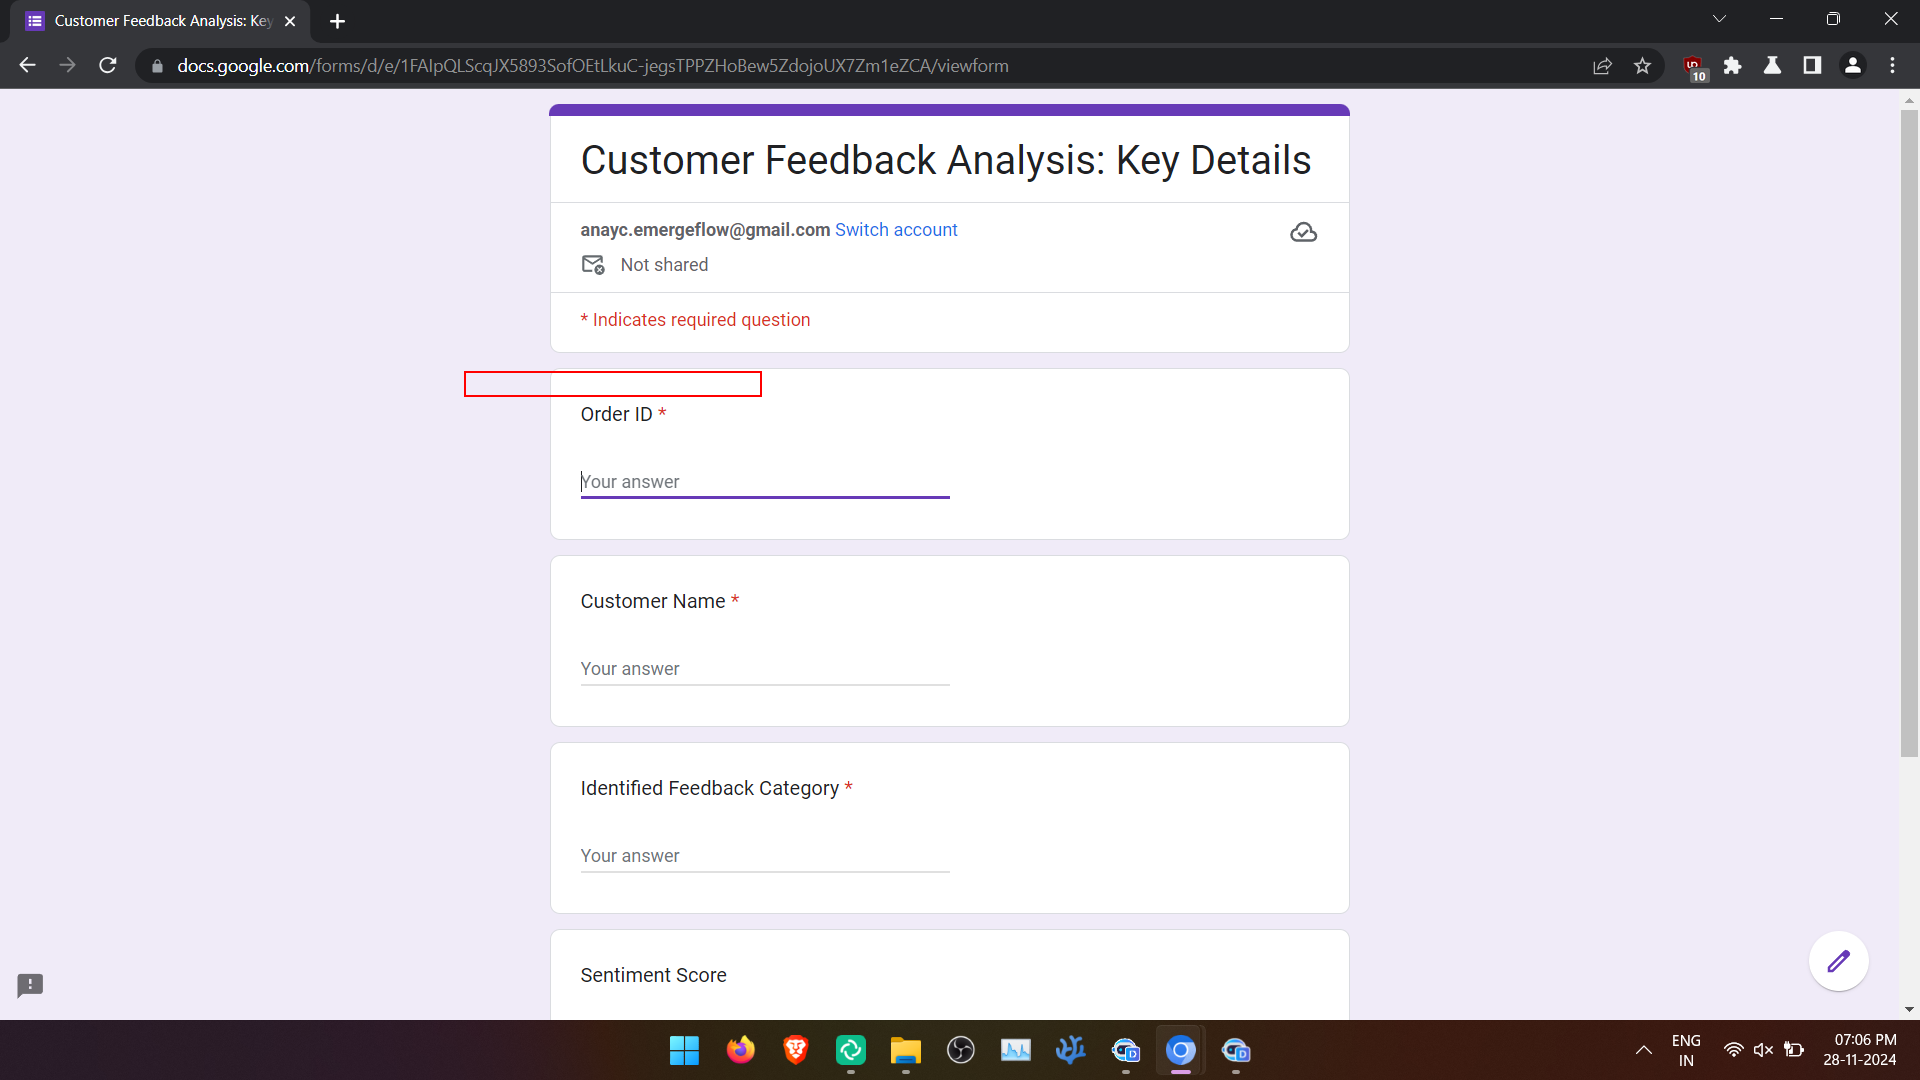 Customer Feedback Analysis: Key
docs.google.com/forms/d/e/1FAIpQLScqJX5893SofOEtLkuC-jegsTPPZHoBew5ZdojoUX7Zm1eZCA/viewform
10
Customer Feedback Analysis: Key Details
anayc.emergeflow@gmail.com Switch account
Not shared
* Indicates required question
Order ID *
Your answer
Customer Name *
Your answer
Identified Feedback Category *
Your answer
Sentiment Score
ENG
IN
07:06 PM
28-11-2024